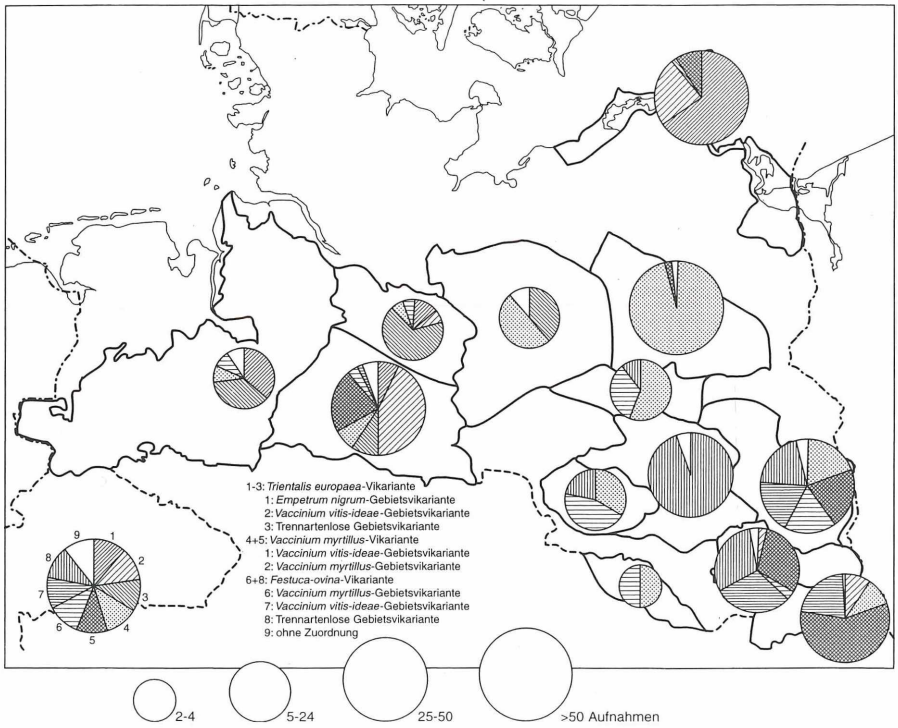 1-3: Trientalis europaea-Vikariante
1: Empetrum nigrum-Gebietsvikariante
2: Vaccinium vitis-ideae-Gebietsvikariante
3: Trennartenlose Gebietsvikariante
4+5: Vaccinium myrtillus-Vikariante
1: Vaccinium vitis-ideae-Gebietsvikariante
2: Vaccinium myrtillus-Gebietsvikariante
6+8: Festuca-ovina-Vikariante
6: Vaccinium myrtillus-Gebietsvikariante
7: Vaccinium vitis-ideae-Gebietsvikariante
8: Trennartenlose Gebietsvikariante
9: ohne Zuordnung
9 1
8 2
7 3
6 5 4
2-4 5-24 25-50 >50 Aufnahmen